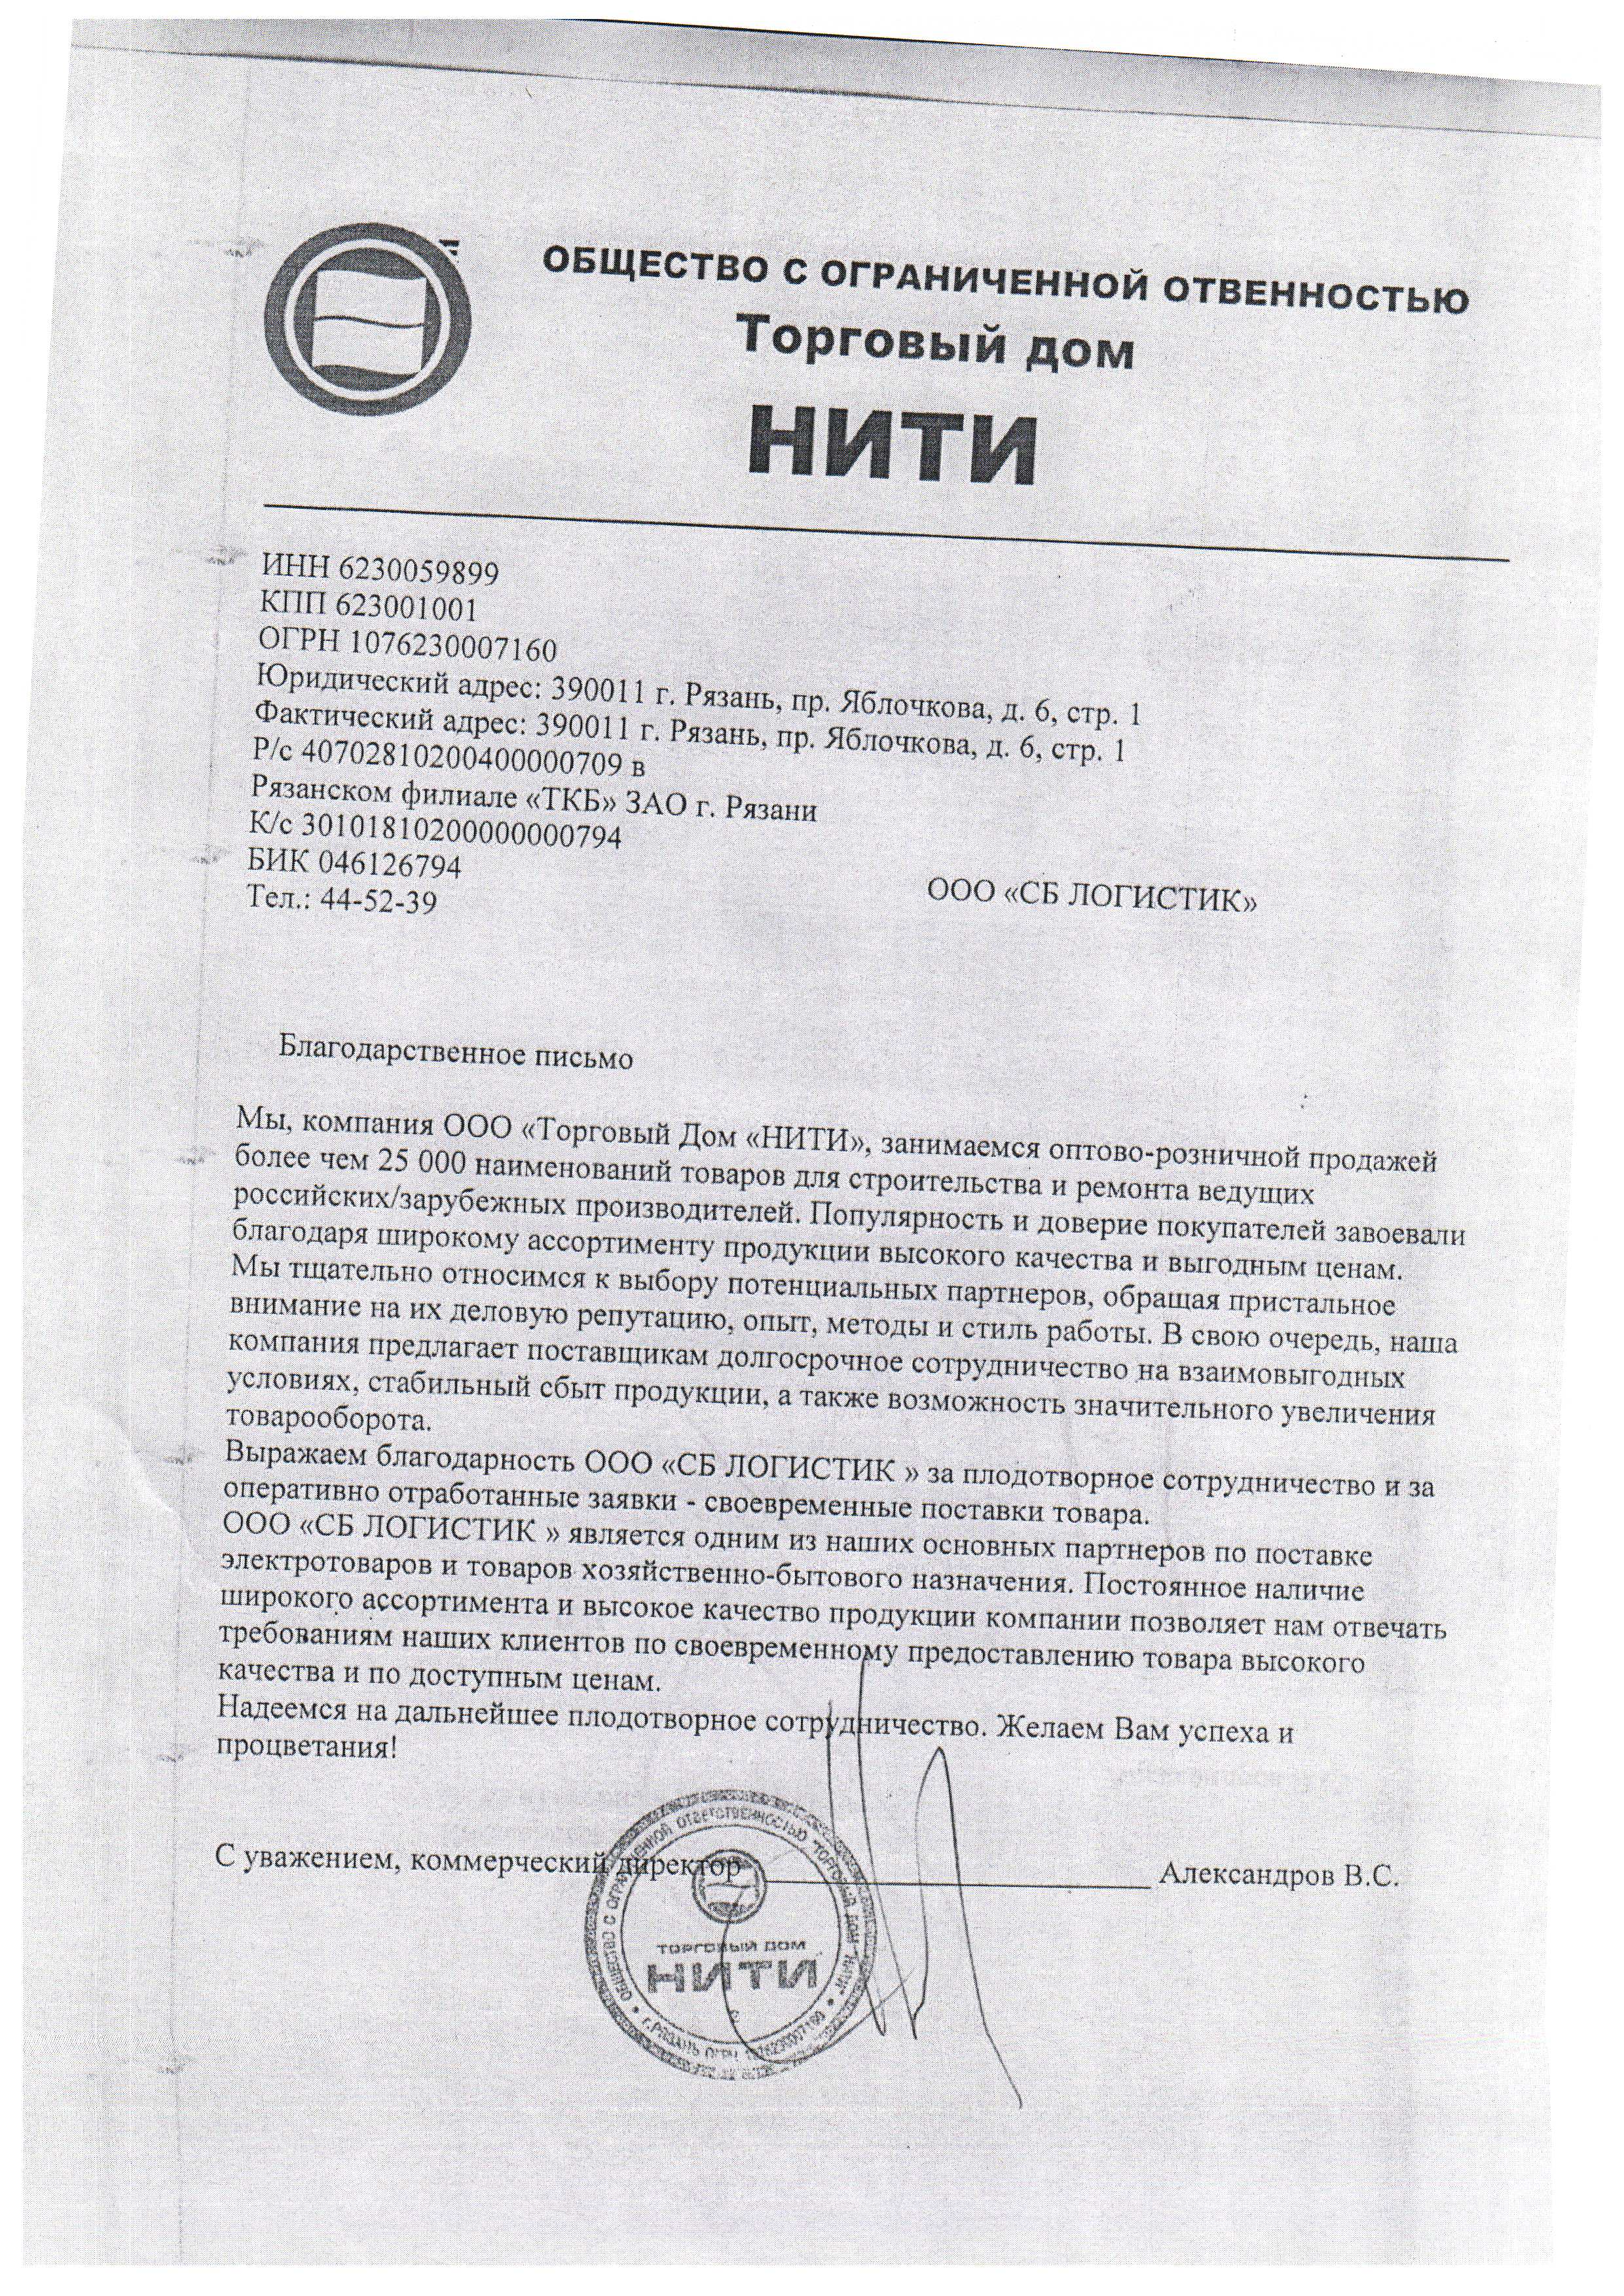 ОБЩЕСТВО С ОГРАНИЧЕННОЙ ОТВЕННОСТЬЮ
Торговый дом
НИТИ
ИНН 6230059899
КПП 623001001
ОГРН 1076230007160
Юридический адрес: 390011 г. Рязань, пр. Яблочкова, д. 6, стр. 1
Фактический адрес: 390011 г. Рязань, пр. Яблочкова, д. 6, стр. 1
Р/с 40702810200400000709 в
Рязанском филиале «ТКБ» ЗАО г. Рязани
К/с 30101810200000000794
БИК 046126794
Тел.: 44-52-39
ООО «СБ ЛОГИСТИК»
Благодарственное письмо
Мы, компания ООО «Торговый Дом «НИТИ», занимаемся оптово-розничной продажей
более чем 25 000 наименований товаров для строительства и ремонта ведущих
российских/зарубежных производителей. Популярность и доверие покупателей завоевали
благодаря широкому ассортименту продукции высокого качества и выгодным ценам.
Мы тщательно относимся к выбору потенциальных партнеров, обращая пристальное
внимание на их деловую репутацию, опыт, методы и стиль работы. В свою очередь, наша
компания предлагает поставщикам долгосрочное сотрудничество на взаимовыгодных
условиях, стабильный сбыт продукции, а также возможность значительного увеличения
товарооборота.
Выражаем благодарность ООО «СБ ЛОГИСТИК » за плодотворное сотрудничество и за
оперативно отработанные заявки - своевременные поставки товара.
ООО «СБ ЛОГИСТИК » является одним из наших основных партнеров по поставке
электротоваров и товаров хозяйственно-бытового назначения. Постоянное наличие
широкого ассортимента и высокое качество продукции компании позволяет нам отвечать
требованиям наших клиентов по своевременному предоставлению товара высокого
качества и по доступным ценам.
Надеемся на дальнейшее плодотворное сотрудничество. Желаем Вам успеха и
процветания!
С уважением, коммерческий директор Александров В.С.
ОБЩЕСТВО С ОГРАНИЧЕННОЙ ОТВЕТСТВЕННОСТЬЮ "ТОРГОВЫЙ ДОМ "НИТИ"
ТОРГОВЫЙ ДОМ
НИТИ
г.РЯЗАНЬ ОГРН 1076230007160